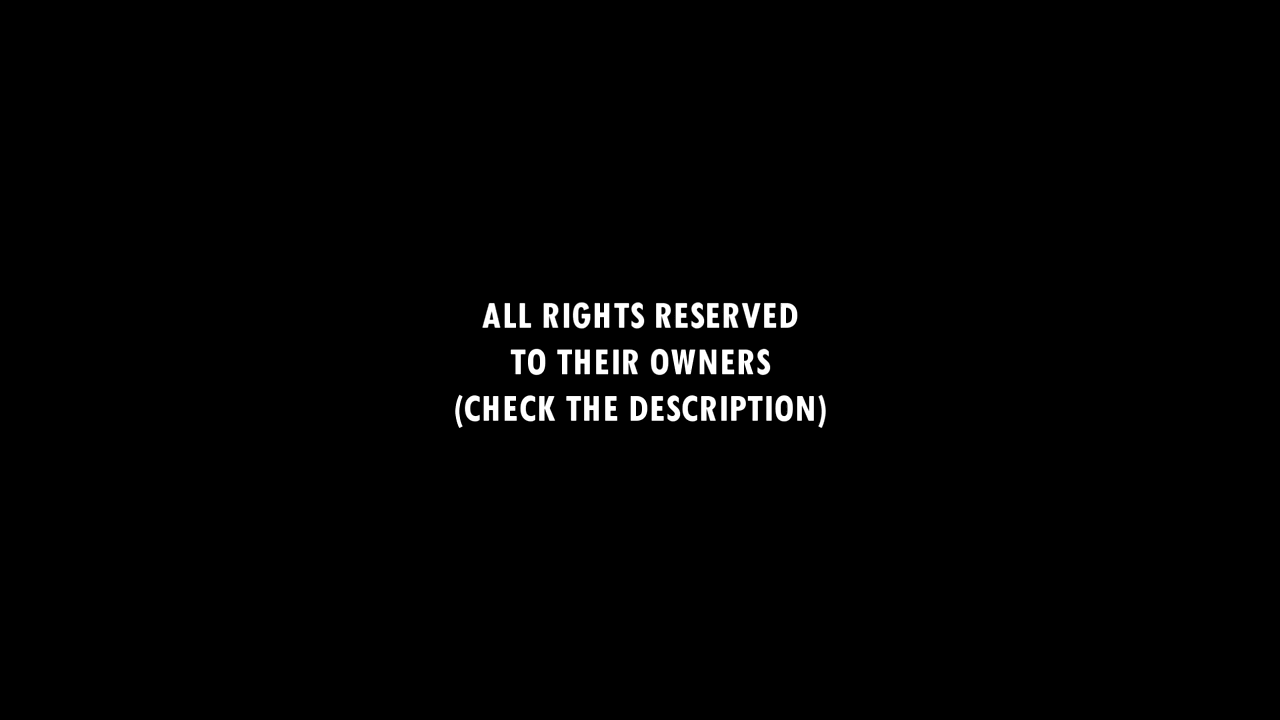 ALL RIGHTS RESERVED
TO THEIR OWNERS
(CHECK THE DESCRIPTION)